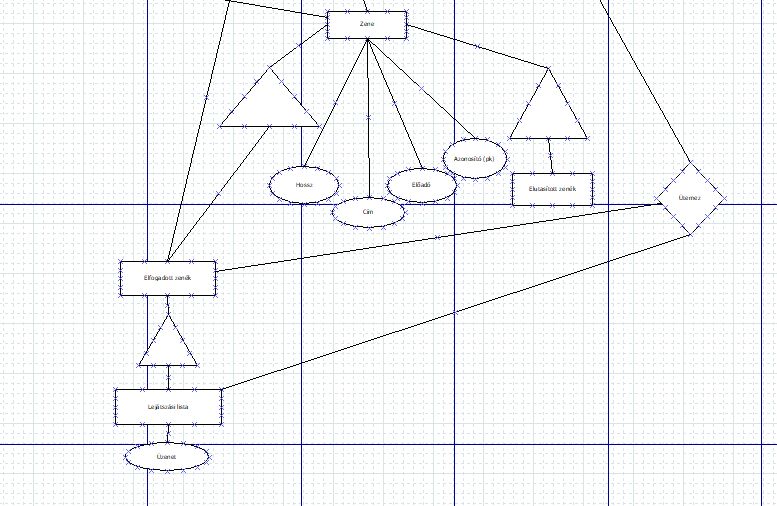 Zene
Azonosító (pk)
Hossz
Előadó
Elutasított zenék
Ütemez
Cím
Elfogadott zenék
Lejátszási lista
Üzenet